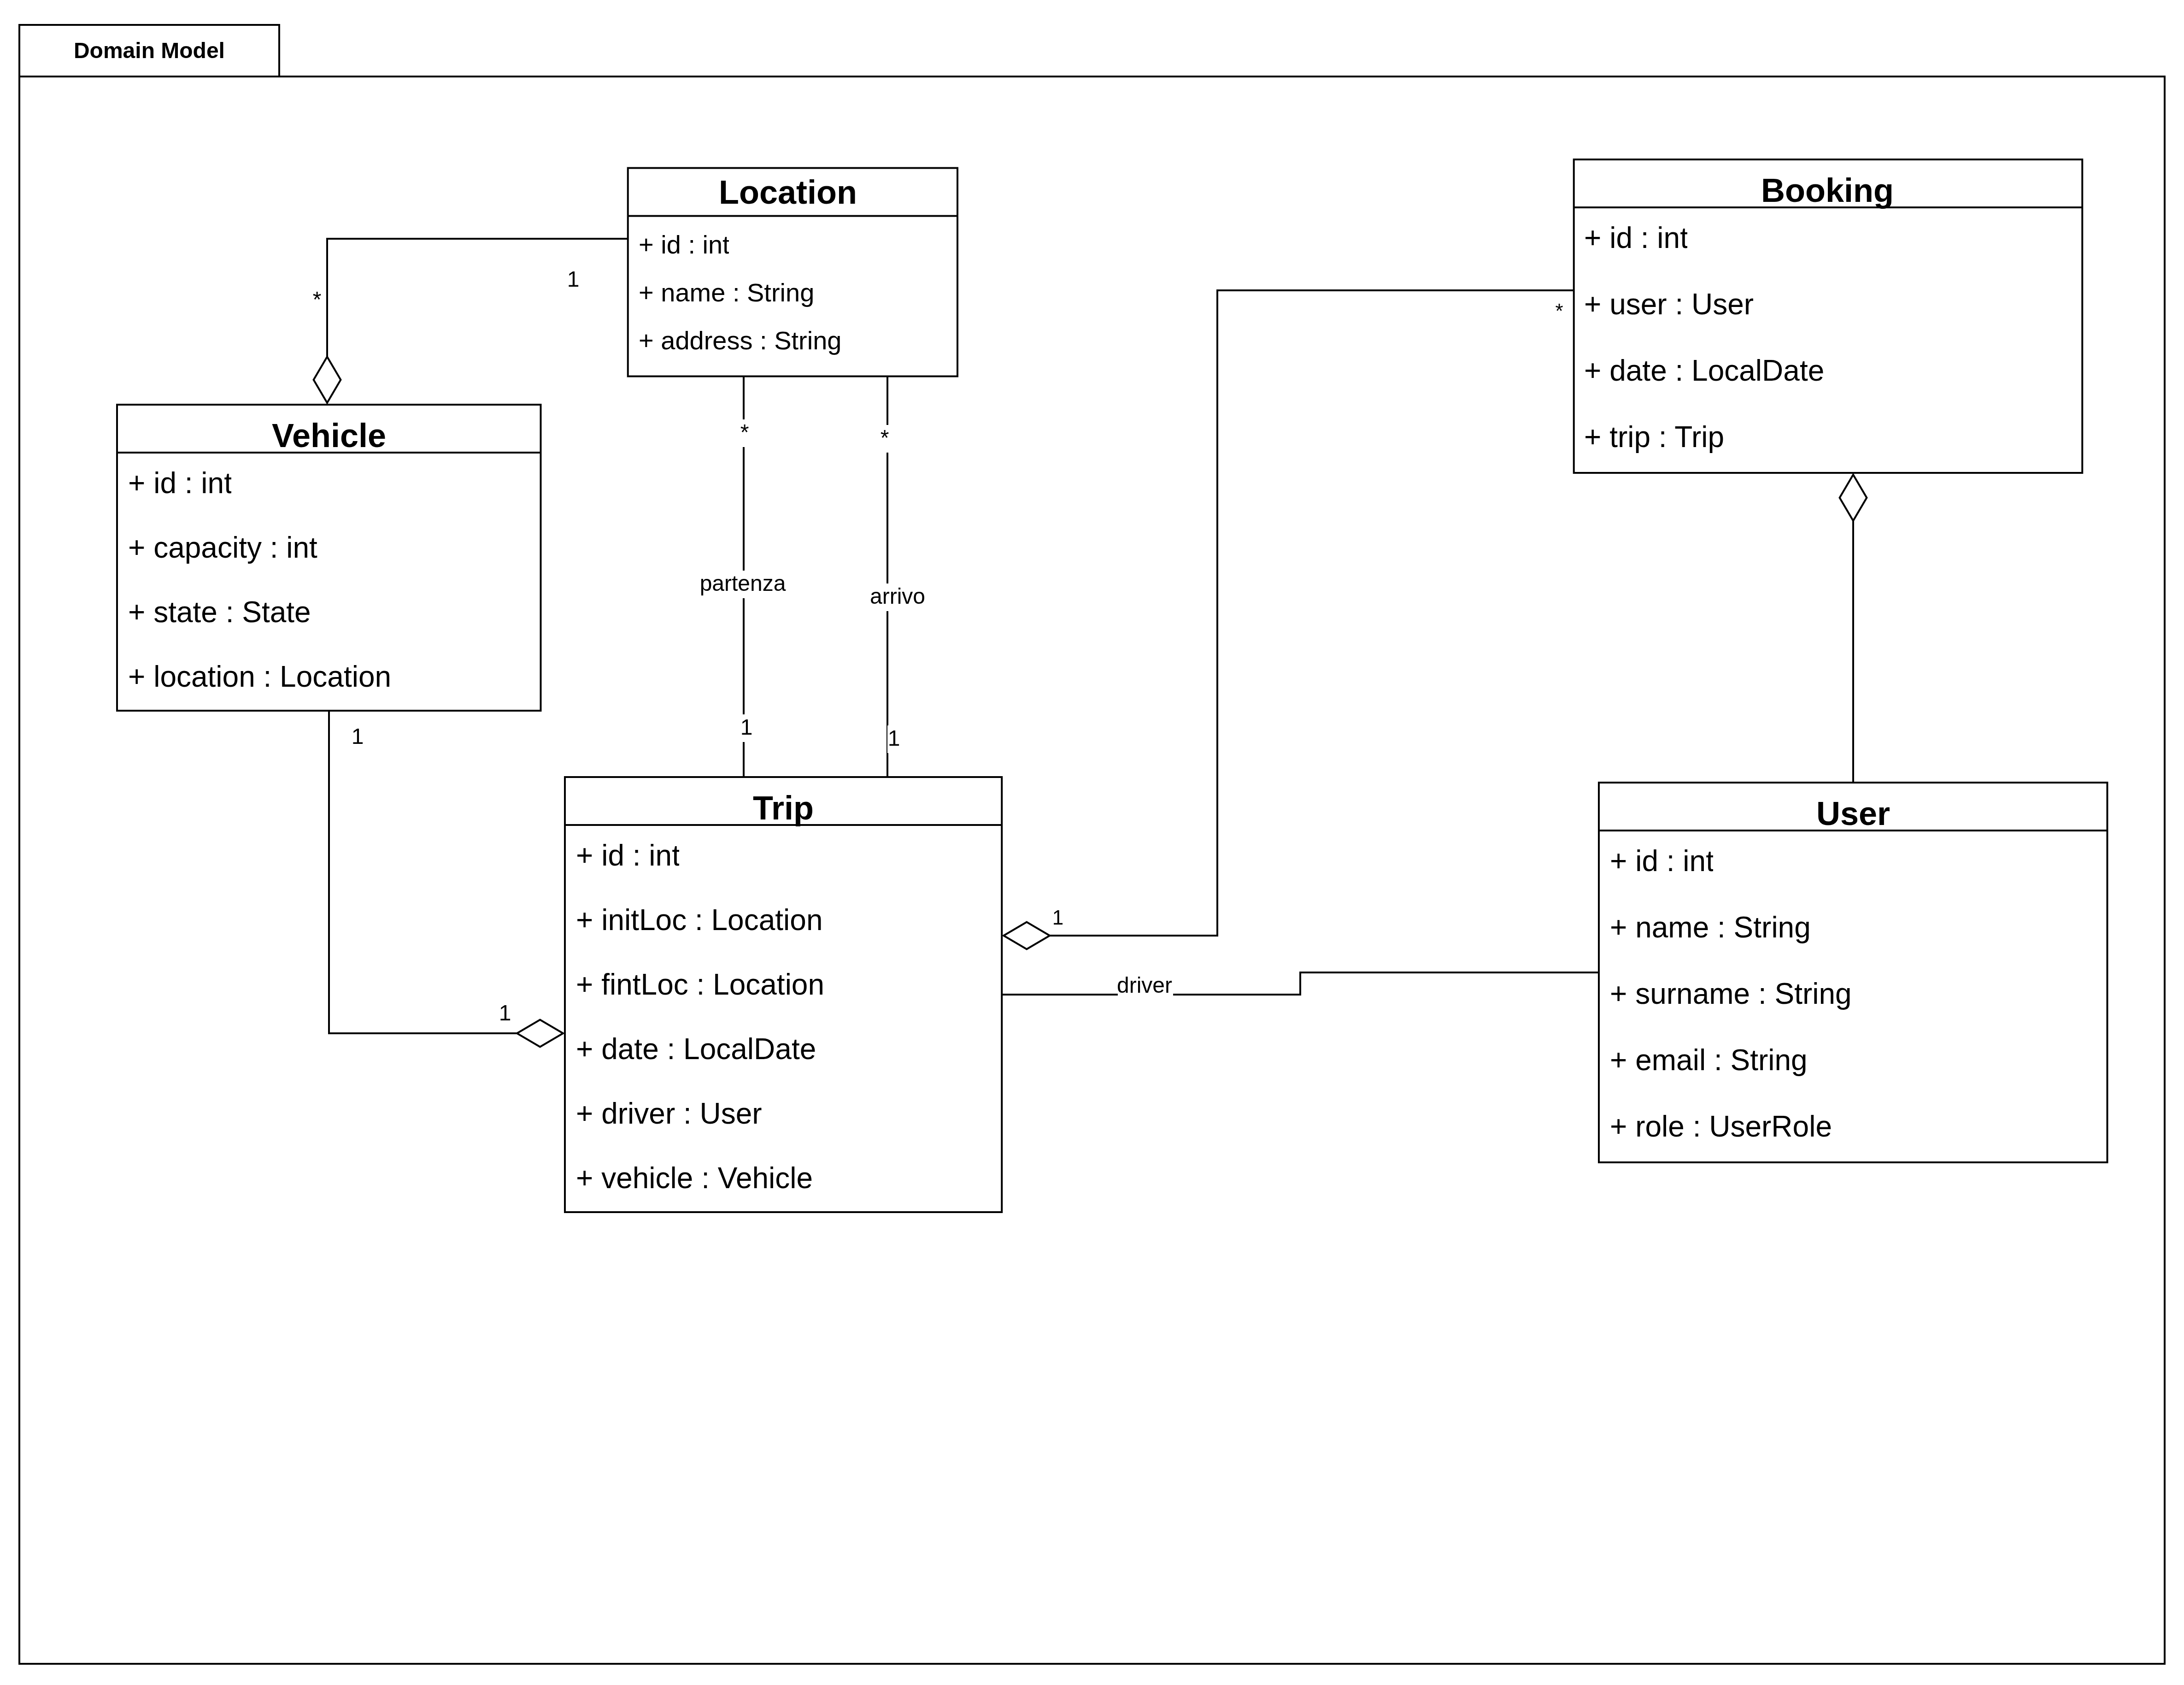 Domain Model
Location
+ id : int
+ name : String
+ address : String
Booking
+ id : int
+ user : User
+ date : LocalDate
+ trip : Trip
1
*
*
Vehicle
+ id : int
+ capacity : int
+ state : State
+ location : Location
*
*
partenza
arrivo
1
1
1
Trip
+ id : int
+ initLoc : Location
+ fintLoc : Location
+ date : LocalDate
+ driver : User
+ vehicle : Vehicle
1
1
driver
User
+ id : int
+ name : String
+ surname : String
+ email : String
+ role : UserRole